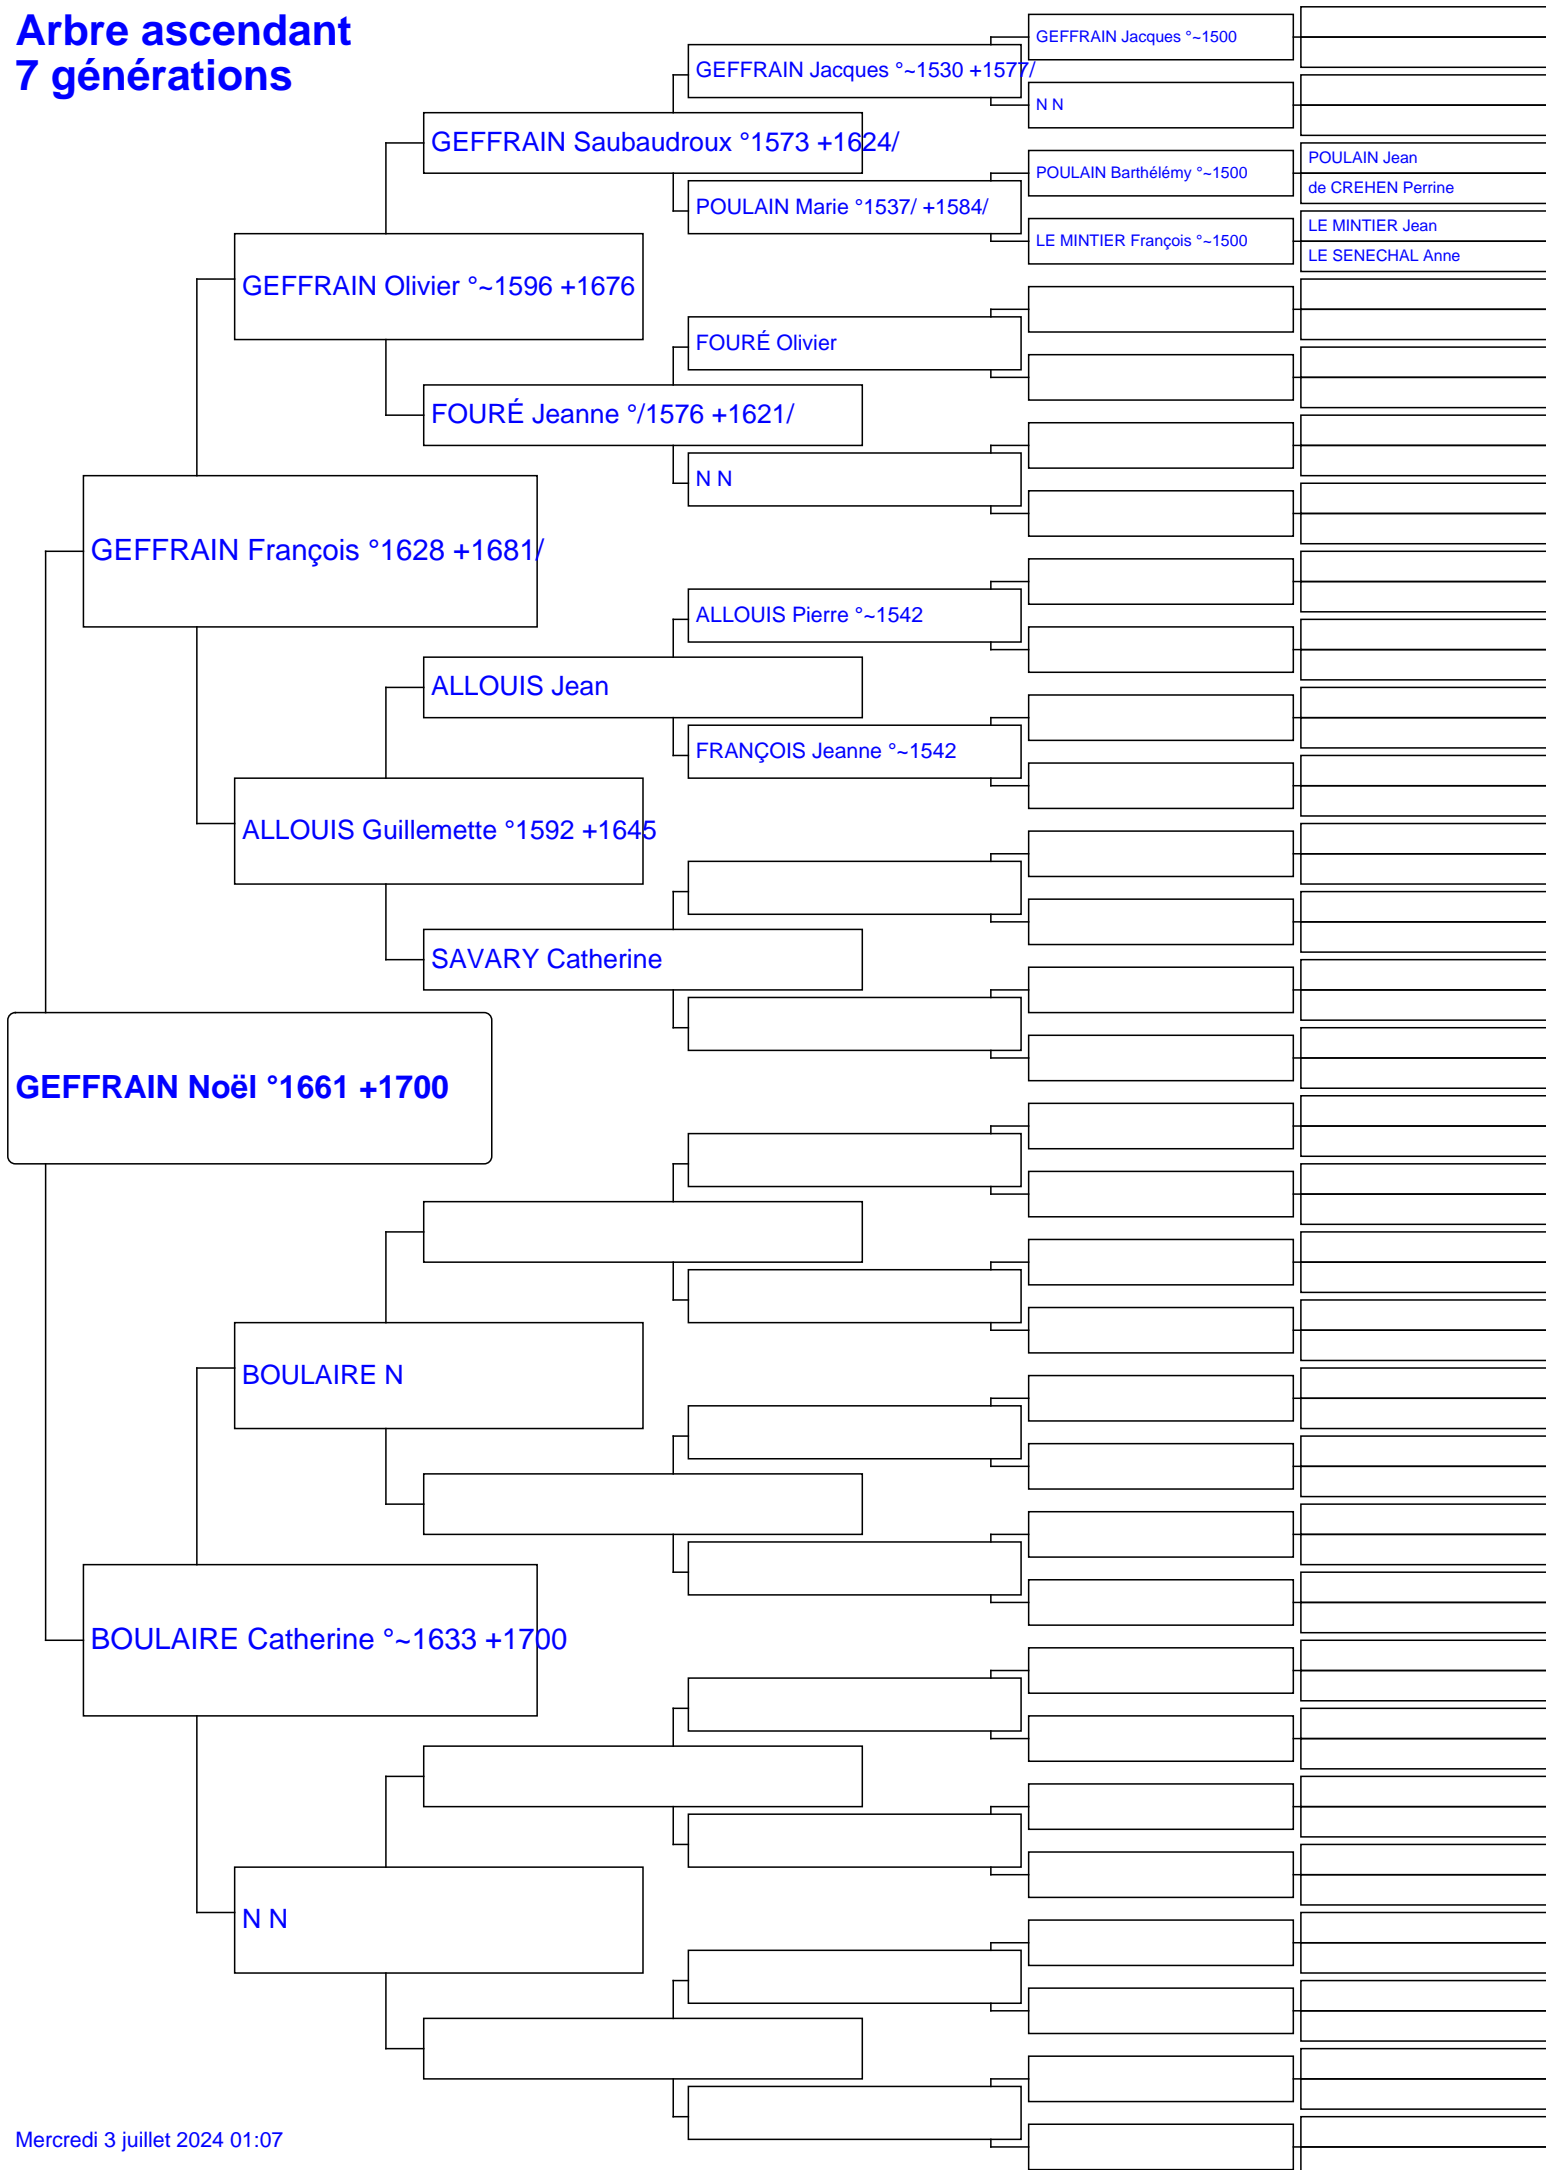 Arbre ascendant
7 générations
GEFFRAIN Jacques °~1500
GEFFRAIN Jacques °~1530 +1577/
N N
GEFFRAIN Saubaudroux °1573 +1624/
POULAIN Jean
POULAIN Barthélémy °~1500
de CREHEN Perrine
POULAIN Marie °1537/ +1584/
LE MINTIER Jean
LE MINTIER François °~1500
LE SENECHAL Anne
GEFFRAIN Olivier °~1596 +1676
FOURÉ Olivier
FOURÉ Jeanne °/1576 +1621/
N N
GEFFRAIN François °1628 +1681/
ALLOUIS Pierre °~1542
ALLOUIS Jean
FRANÇOIS Jeanne °~1542
ALLOUIS Guillemette °1592 +1645
SAVARY Catherine
GEFFRAIN Noël °1661 +1700
BOULAIRE N
BOULAIRE Catherine °~1633 +1700
N N
Mercredi 3 juillet 2024 01:07